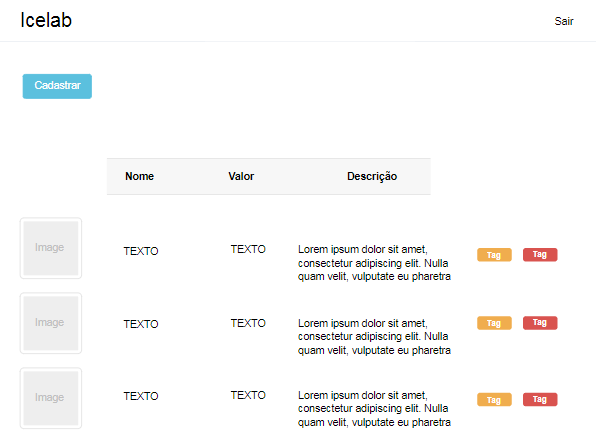 Icelab
Sair
Cadastrar
Nome Valor Descrição
Image
TEXTO
TEXTO
Lorem ipsum dolor sit amet,
consectetur adipiscing elit. Nulla
quam velit, vulputate eu pharetra
Tag
Tag
Image
TEXTO
TEXTO
Lorem ipsum dolor sit amet,
consectetur adipiscing elit. Nulla
quam velit, vulputate eu pharetra
Tag
Tag
Image
TEXTO
TEXTO
Lorem ipsum dolor sit amet,
consectetur adipiscing elit. Nulla
quam velit, vulputate eu pharetra
Tag
Tag